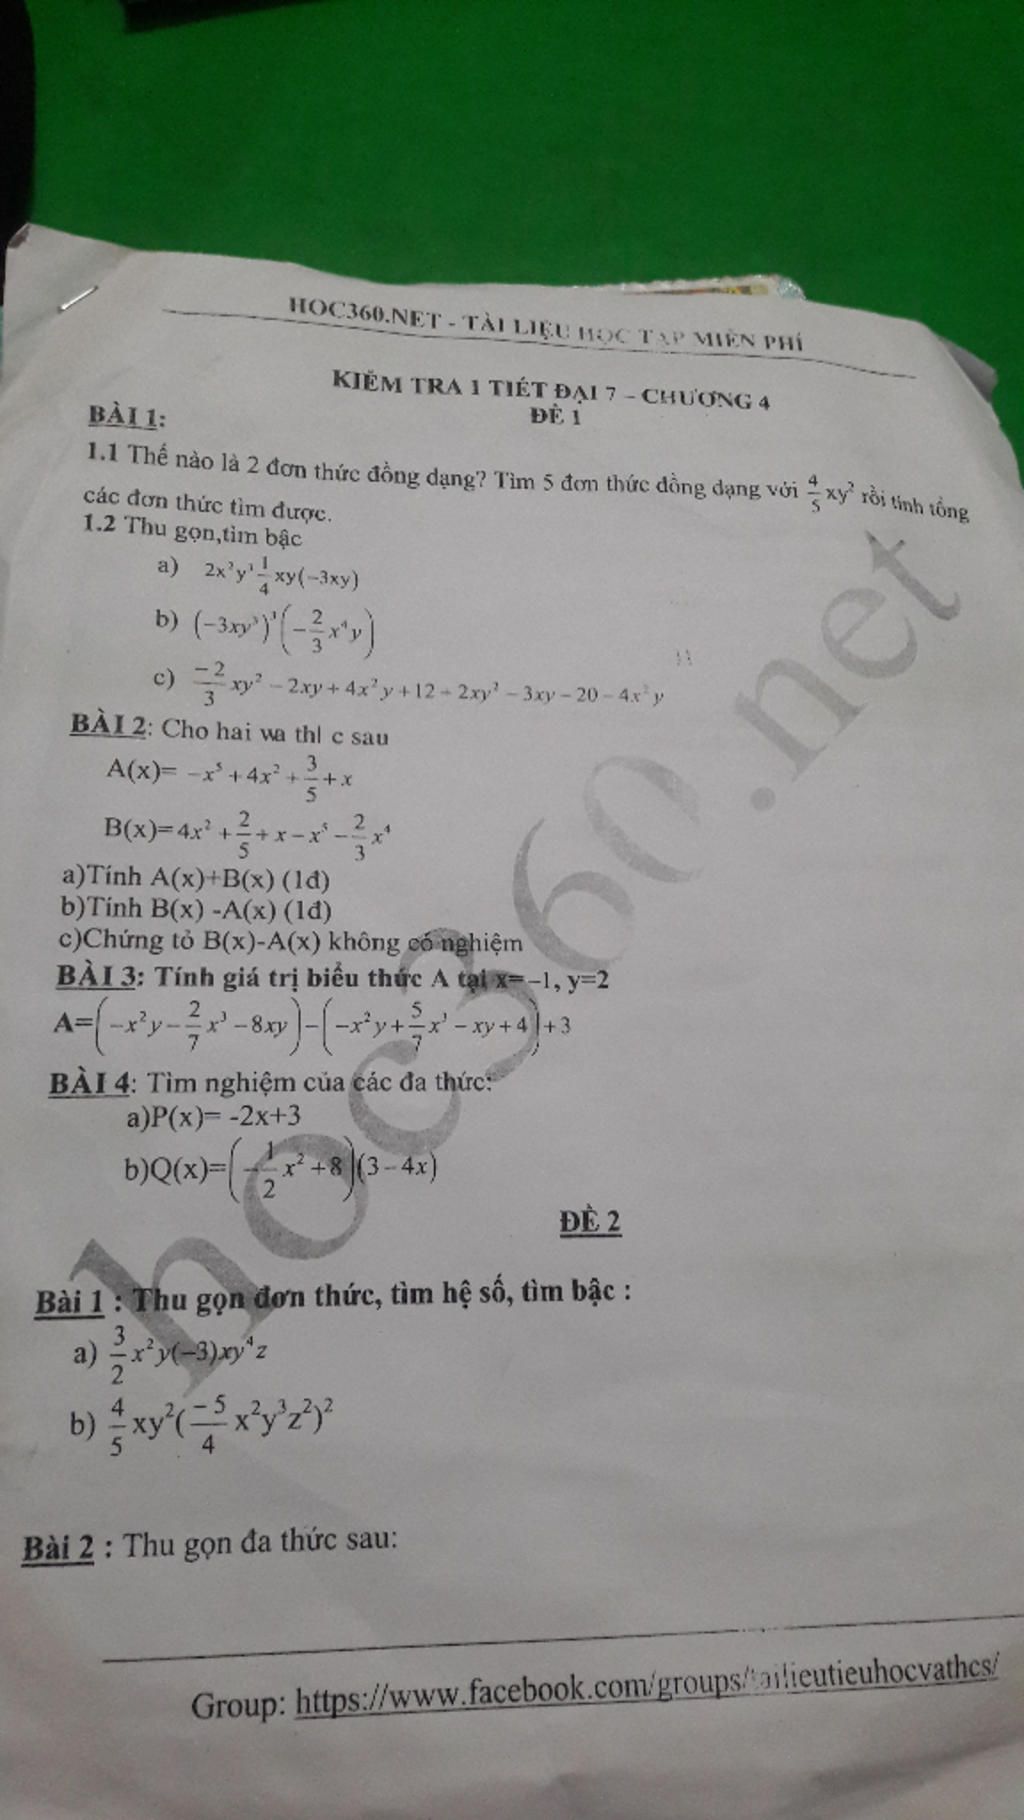 HOC360.NET - TÀI LIỆU HỌC TẬP MIỄN PHÍ
KIỂM TRA 1 TIẾT ĐẠI 7 – CHƯƠNG 4
ĐỀ 1
BÀI 1:
1.1 Thế nào là 2 đơn thức đồng dạng? Tìm 5 đơn thức đồng dạng với 4/5 xy² rồi tính tổng
các đơn thức tìm được.
1.2 Thu gọn,tìm bậc
a) 2x²y³ 1/4 xy(−3xy)
b) (−3xy³)³(−2/3 x⁴y)
c) −2/3 xy² − 2xy + 4x²y + 12 + 2xy² − 3xy − 20 − 4x²y
BÀI 2: Cho hai thức sau
A(x)= −x⁵ + 4x² + 3/5 + x
B(x)= 4x² + 2/5 + x − x⁵ − 2/3 x⁴
a)Tính A(x)+B(x) (1đ)
b)Tính B(x) -A(x) (1đ)
c)Chứng tỏ B(x)-A(x) không có nghiệm
BÀI 3: Tính giá trị biểu thức A tại x=−1, y=2
A=(−x²y − 2/7 x³ − 8xy) − (−x²y + 5/7 x³ − xy + 4) + 3
BÀI 4: Tìm nghiệm của các đa thức:
a)P(x)= -2x+3
b)Q(x)=(−1/2 x² + 8)(3 − 4x)
ĐỀ 2
Bài 1 : Thu gọn đơn thức, tìm hệ số, tìm bậc :
a) 3/2 x²y(−3)xy⁴z
b) 4/5 xy²(−5/4 x²y³z²)²
Bài 2 : Thu gọn đa thức sau:
Group: https://www.facebook.com/groups/tailieutieuhocvathcs/
hoc360.net